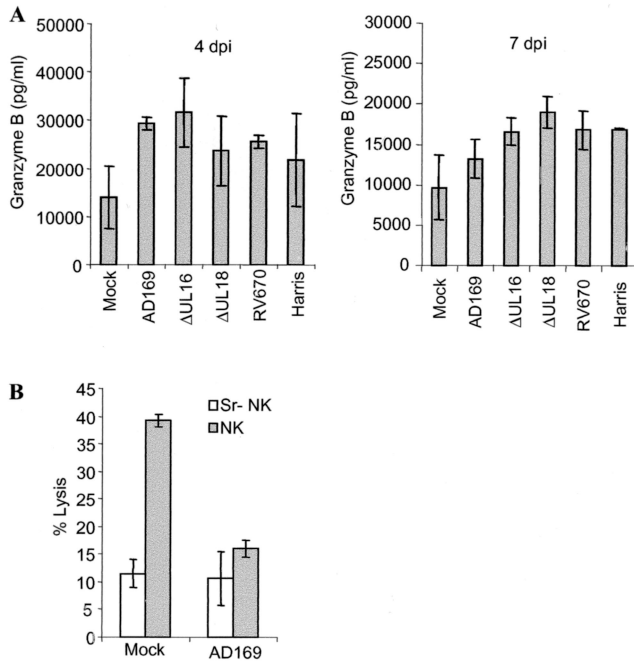 A
4 dpi
Granzyme B (pg/ml)
50000
40000
30000
20000
10000
0
Mock
AD169
ΔUL16
ΔUL18
RV670
Harris
7 dpi
Granzyme B (pg/ml)
30000
25000
20000
15000
10000
5000
0
Mock
AD169
ΔUL16
ΔUL18
RV670
Harris
B
Sr- NK
NK
% Lysis
45
40
35
30
25
20
15
10
5
0
Mock
AD169